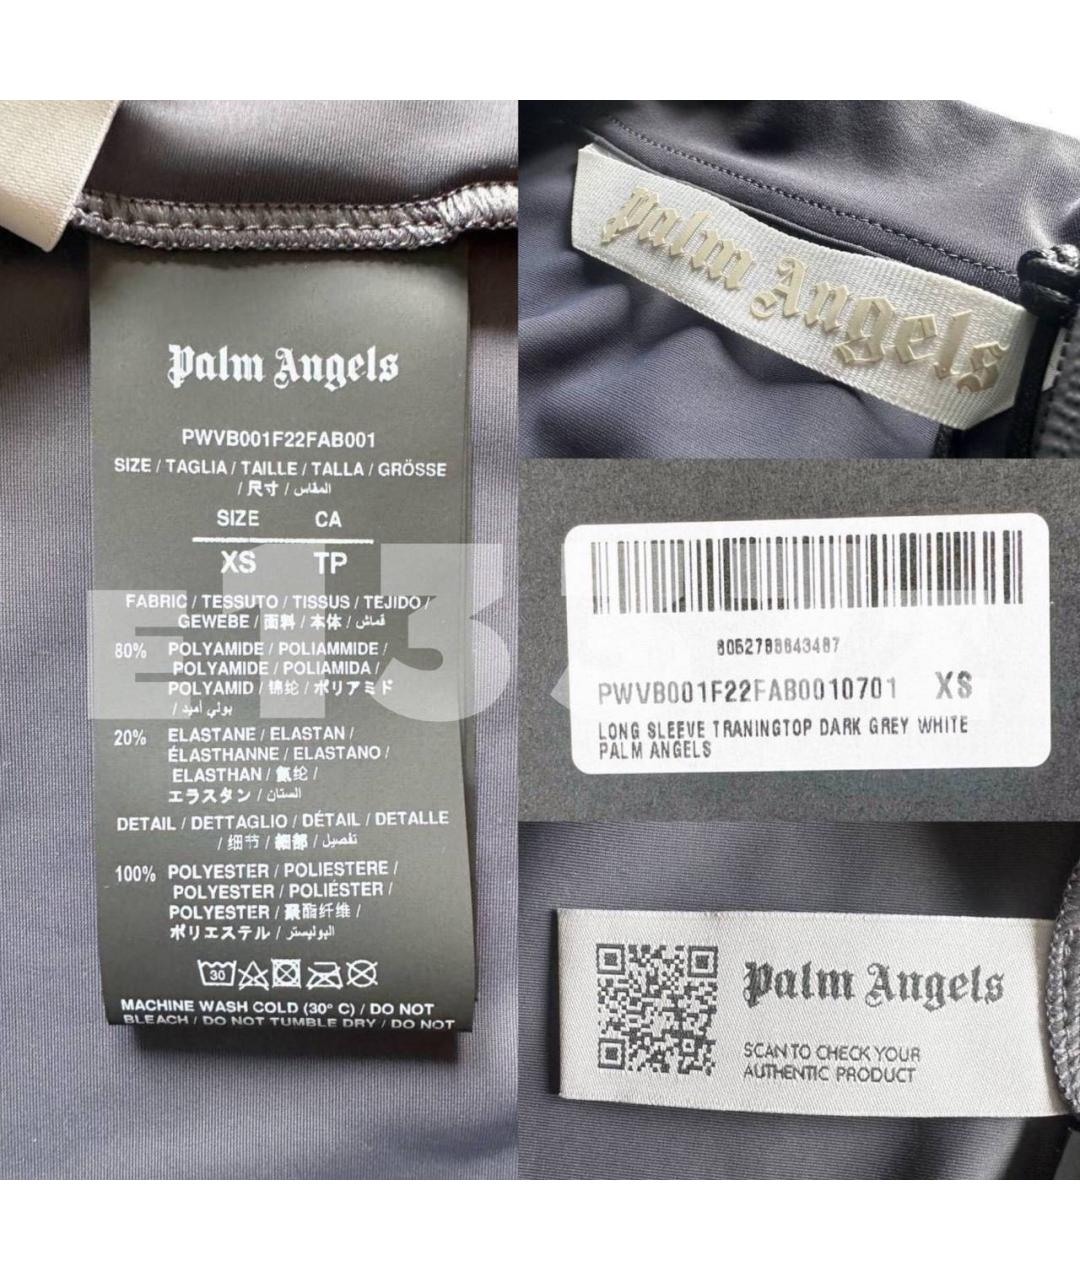 Palm Angels
PWVB001F22FAB001
SIZE / TAGLIA / TAILLE / TALLA / GRÖSSE
/ 尺寸 / المقاس
SIZE CA
XS TP
FABRIC / TESSUTO / TISSUS / TEJIDO /
GEWEBE / 面料 / 本体 / قماش
80% POLYAMIDE / POLIAMMIDE /
POLYAMIDE / POLIAMIDA /
POLYAMID / 锦纶 / ポリアミド
/ بولي أميد
20% ELASTANE / ELASTAN /
ÉLASTHANNE / ELASTANO /
ELASTHAN / 氨纶 /
エラスタン / الستان
DETAIL / DETTAGLIO / DÉTAIL / DETALLE
/ 细节 / 細部 / تفصيل
100% POLYESTER / POLIESTERE /
POLYESTER / POLIÉSTER /
POLYESTER / 聚酯纤维 /
ポリエステル / البوليستر
30
MACHINE WASH COLD (30° C) / DO NOT
BLEACH / DO NOT TUMBLE DRY / DO NOT
Palm Angels
8052788843487
PWVB001F22FAB0010701 XS
LONG SLEEVE TRANINGTOP DARK GREY WHITE
PALM ANGELS
Palm Angels
SCAN TO CHECK YOUR
AUTHENTIC PRODUCT